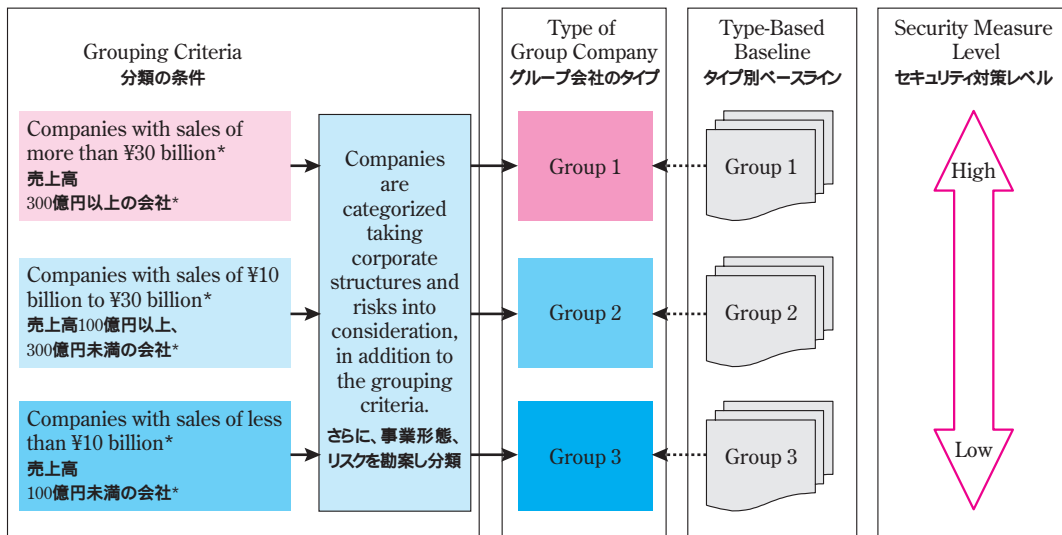 Grouping Criteria
分類の条件
Type of
Group Company
グループ会社のタイプ
Type-Based
Baseline
タイプ別ベースライン
Security Measure
Level
セキュリティ対策レベル
Companies with sales of
more than ¥30 billion*
売上高
300億円以上の会社*
Companies with sales of ¥10
billion to ¥30 billion*
売上高100億円以上、
300億円未満の会社*
Companies with sales of less
than ¥10 billion*
売上高
100億円未満の会社*
Companies
are
categorized
taking
corporate
structures and
risks into
consideration,
in addition to
the grouping
criteria.
さらに、事業形態、
リスクを勘案し分類
Group 1
Group 2
Group 3
Group 1
Group 2
Group 3
High
Low